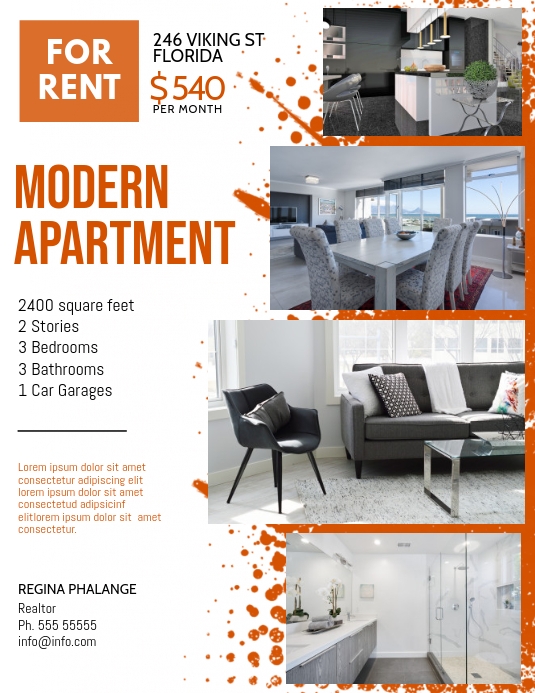 FOR
RENT
246 VIKING ST
FLORIDA
$540
PER MONTH
MODERN
APARTMENT
2400 square feet
2 Stories
3 Bedrooms
3 Bathrooms
1 Car Garages
Lorem ipsum dolor sit amet
consectetur adipiscing elit
lorem ipsum dolor sit amet
consectetud adipsicinf
elitlorem ipsum dolor sit amet
consectetur.
REGINA PHALANGE
Realtor
Ph. 555 55555
info@info.com